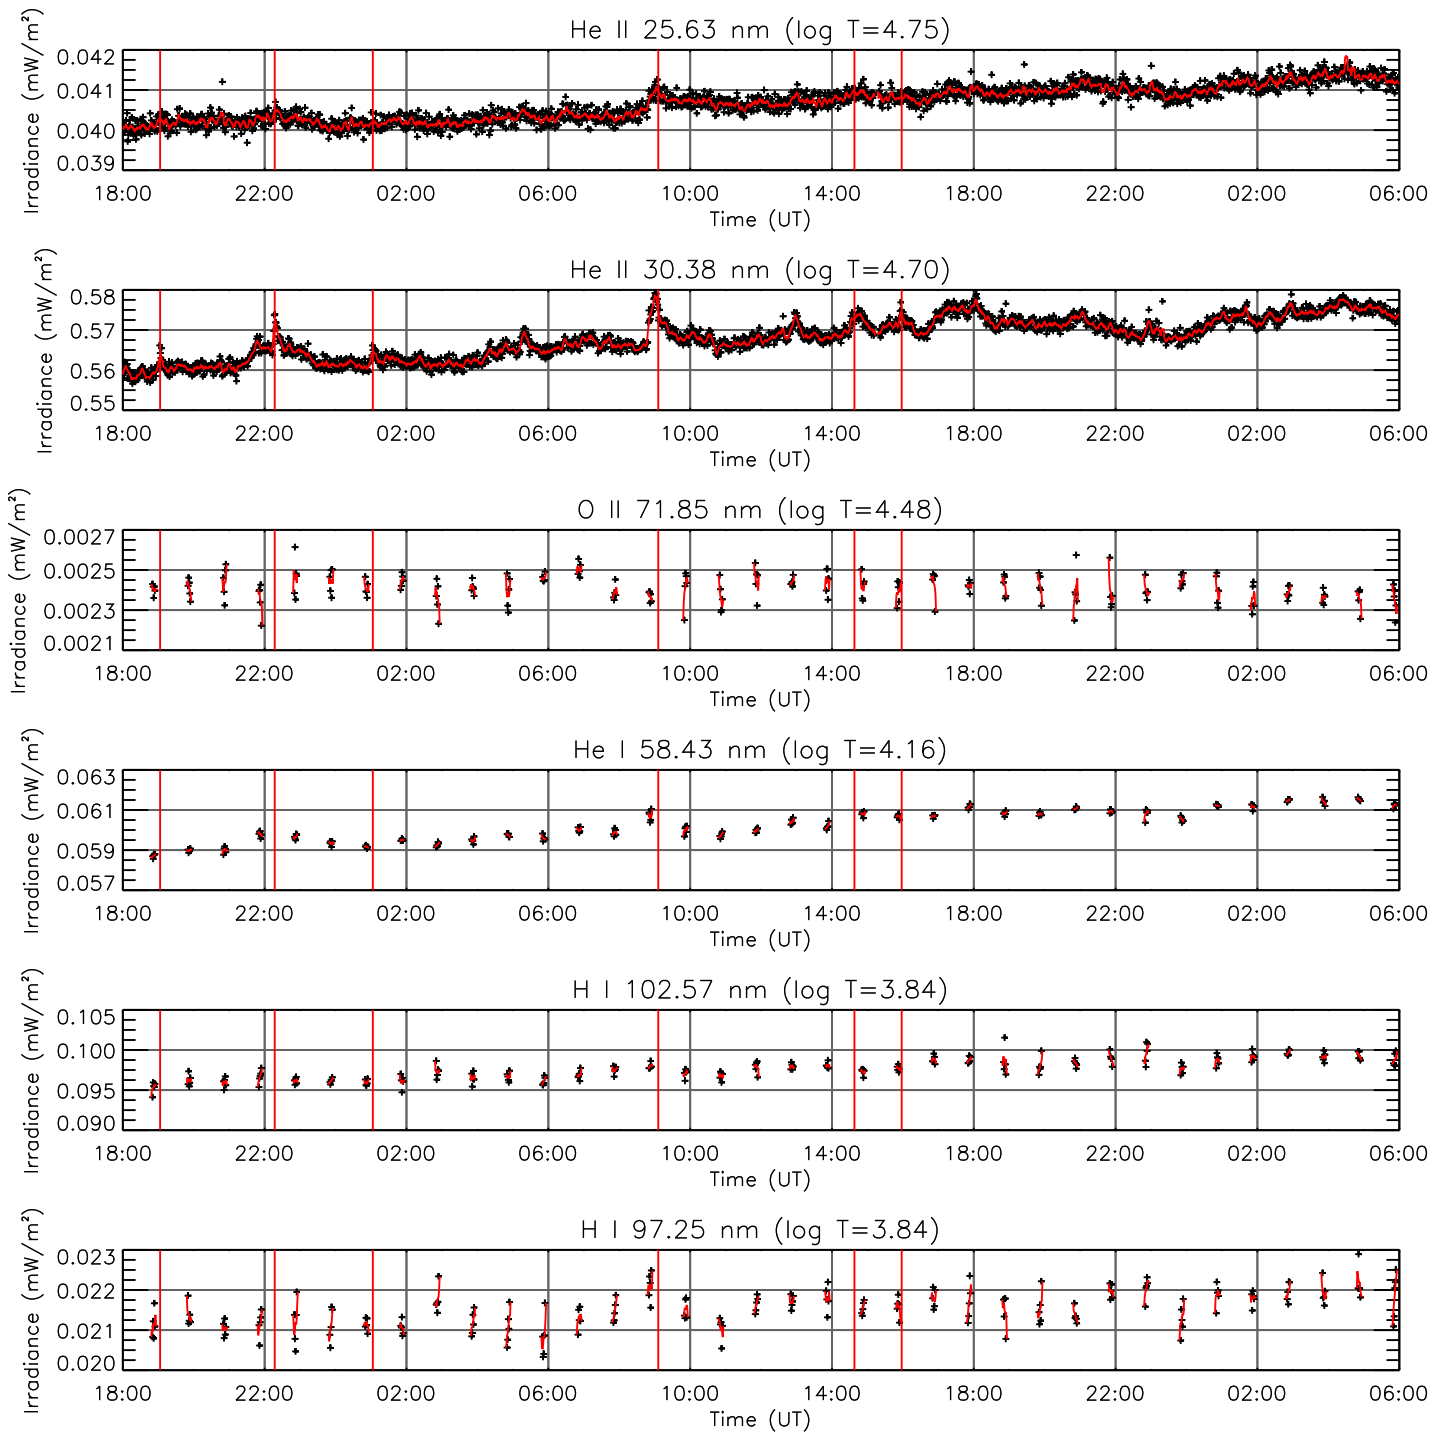 He II 25.63 nm (log T=4.75)
Irradiance (mW/m²)
0.042
0.041
0.040
0.039
18:00 22:00 02:00 06:00 10:00 14:00 18:00 22:00 02:00 06:00
Time (UT)
He II 30.38 nm (log T=4.70)
Irradiance (mW/m²)
0.58
0.57
0.56
0.55
18:00 22:00 02:00 06:00 10:00 14:00 18:00 22:00 02:00 06:00
Time (UT)
O II 71.85 nm (log T=4.48)
Irradiance (mW/m²)
0.0027
0.0025
0.0023
0.0021
18:00 22:00 02:00 06:00 10:00 14:00 18:00 22:00 02:00 06:00
Time (UT)
He I 58.43 nm (log T=4.16)
Irradiance (mW/m²)
0.063
0.061
0.059
0.057
18:00 22:00 02:00 06:00 10:00 14:00 18:00 22:00 02:00 06:00
Time (UT)
H I 102.57 nm (log T=3.84)
Irradiance (mW/m²)
0.105
0.100
0.095
0.090
18:00 22:00 02:00 06:00 10:00 14:00 18:00 22:00 02:00 06:00
Time (UT)
H I 97.25 nm (log T=3.84)
Irradiance (mW/m²)
0.023
0.022
0.021
0.020
18:00 22:00 02:00 06:00 10:00 14:00 18:00 22:00 02:00 06:00
Time (UT)